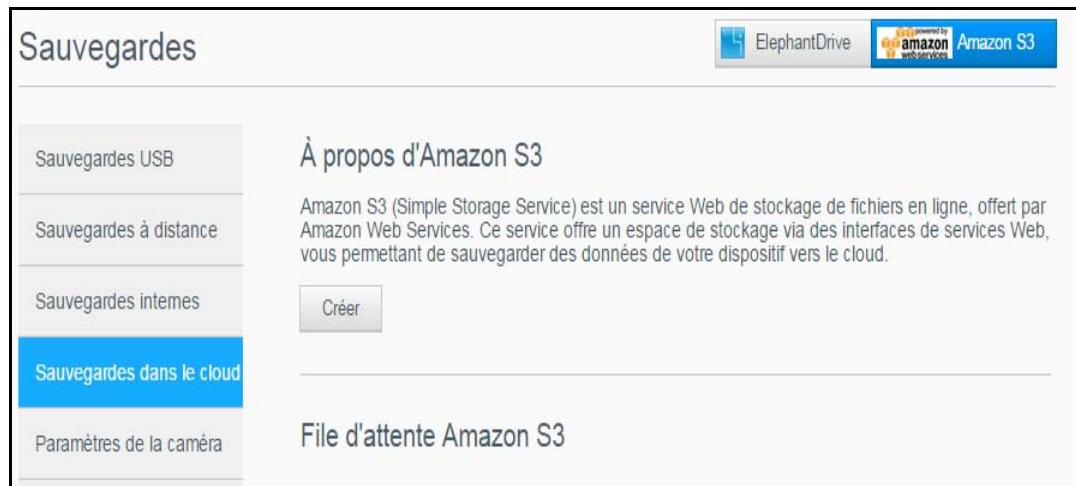 Sauvegardes
ElephantDrive
powered by
amazon
webservices
Amazon S3
Sauvegardes USB
Sauvegardes à distance
Sauvegardes internes
Sauvegardes dans le cloud
Paramètres de la caméra
À propos d'Amazon S3
Amazon S3 (Simple Storage Service) est un service Web de stockage de fichiers en ligne, offert par
Amazon Web Services. Ce service offre un espace de stockage via des interfaces de services Web,
vous permettant de sauvegarder des données de votre dispositif vers le cloud.
Créer
File d'attente Amazon S3